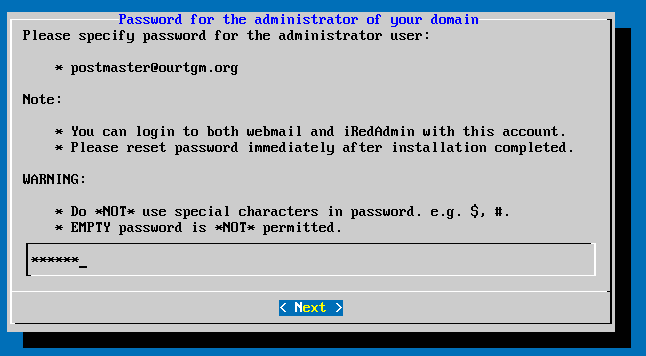 Password for the administrator of your domain
Please specify password for the administrator user:
* postmaster@ourtgm.org
Note:
* You can login to both webmail and iRedAdmin with this account.
* Please reset password immediately after installation completed.
WARNING:
* Do *NOT* use special characters in password. e.g. $, #.
* EMPTY password is *NOT* permitted.
******_
< Next >